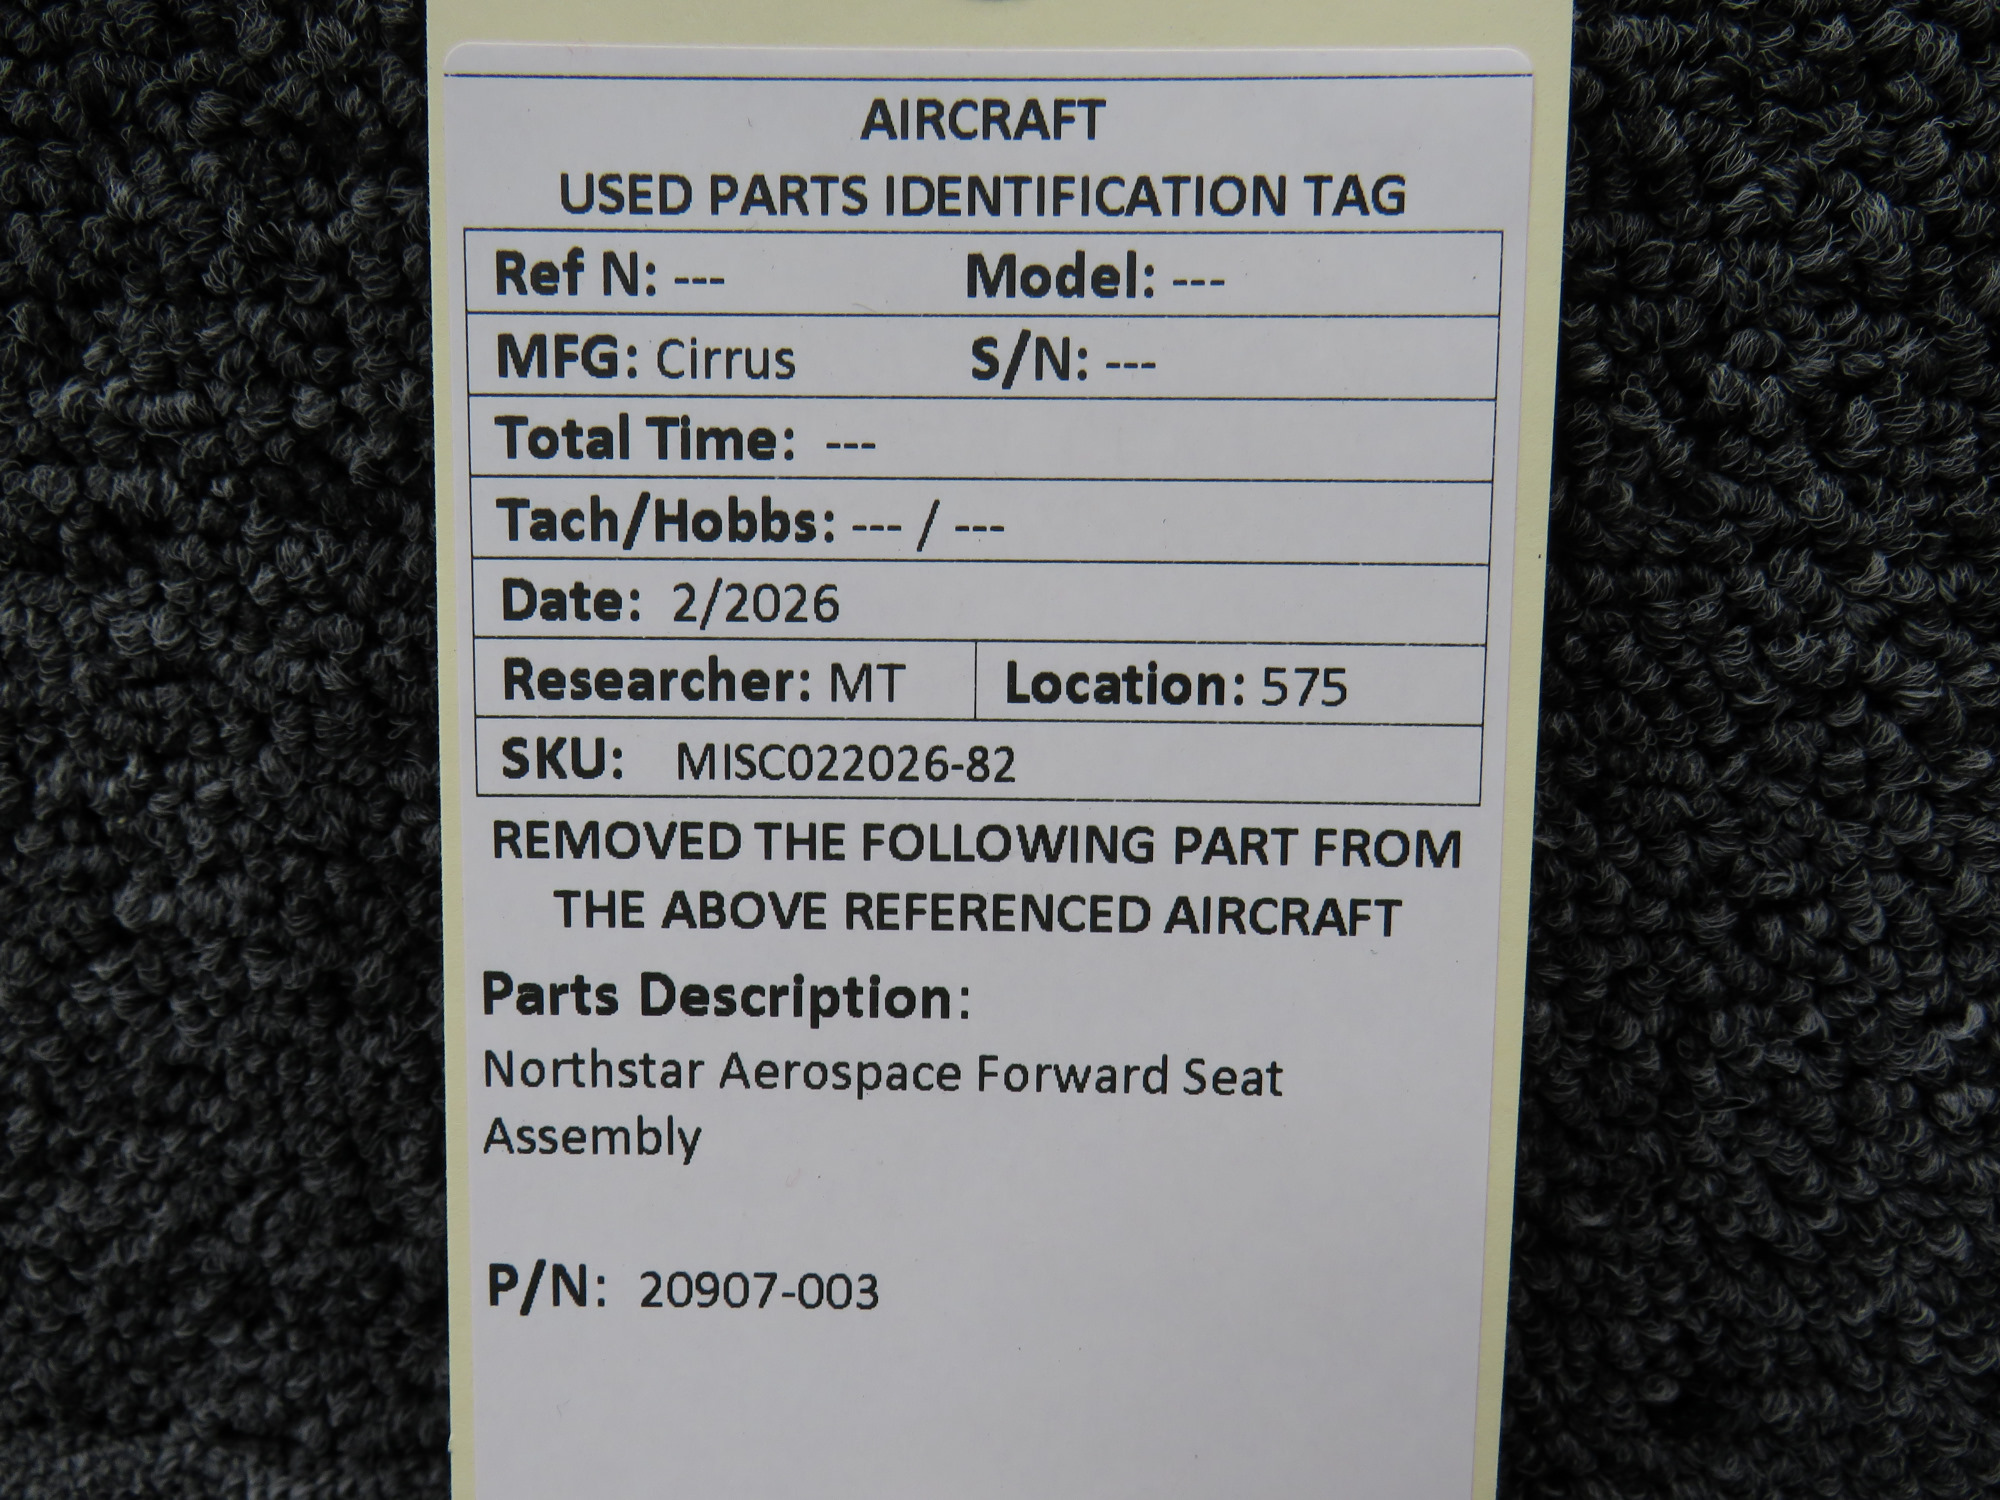 AIRCRAFT
USED PARTS IDENTIFICATION TAG
Ref N: --- Model: ---
MFG: Cirrus S/N: ---
Total Time: ---
Tach/Hobbs: --- / ---
Date: 2/2026
Researcher: MT Location: 575
SKU: MISC022026-82
REMOVED THE FOLLOWING PART FROM
THE ABOVE REFERENCED AIRCRAFT
Parts Description:
Northstar Aerospace Forward Seat
Assembly
P/N: 20907-003